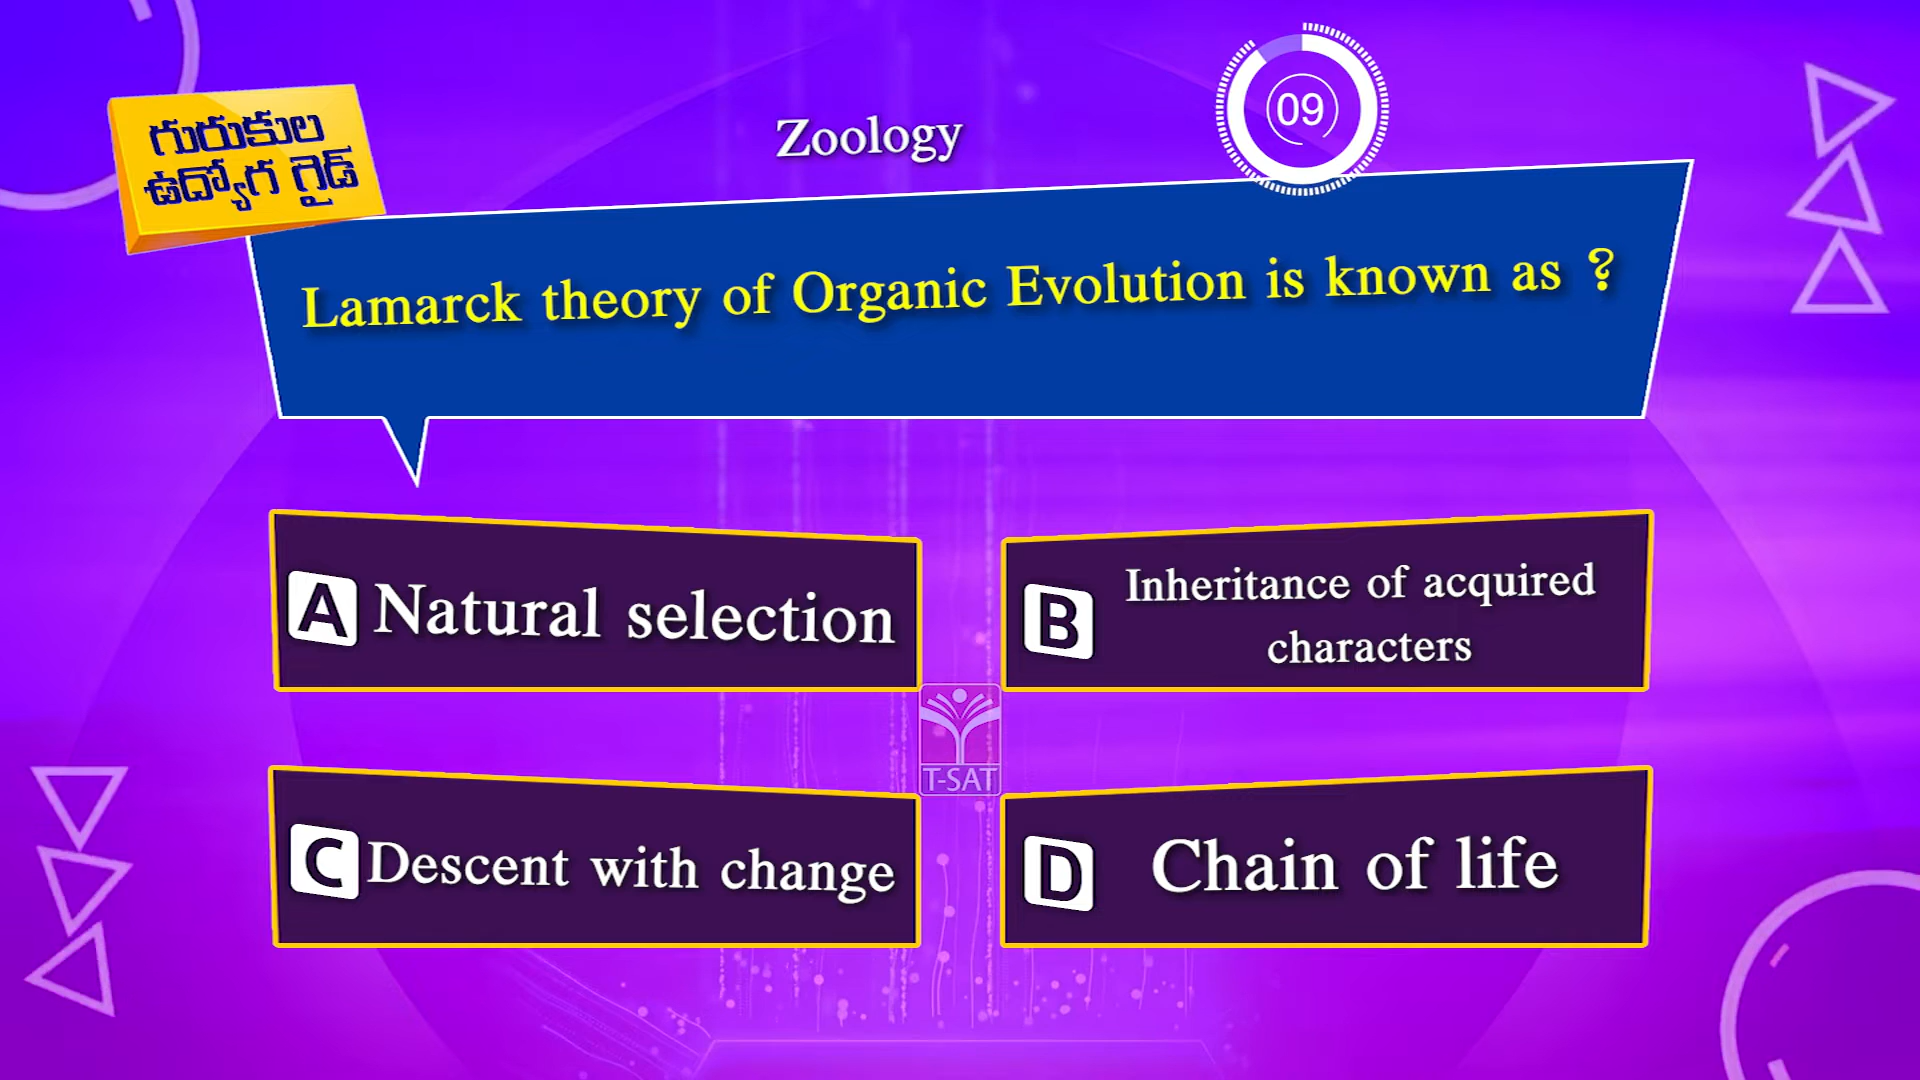 గురుకుల
ఉద్యోగ గైడ్
Zoology
09
Lamarck theory of Organic Evolution is known as ?
A Natural selection
B Inheritance of acquired
characters
T-SAT
C Descent with change
D Chain of life